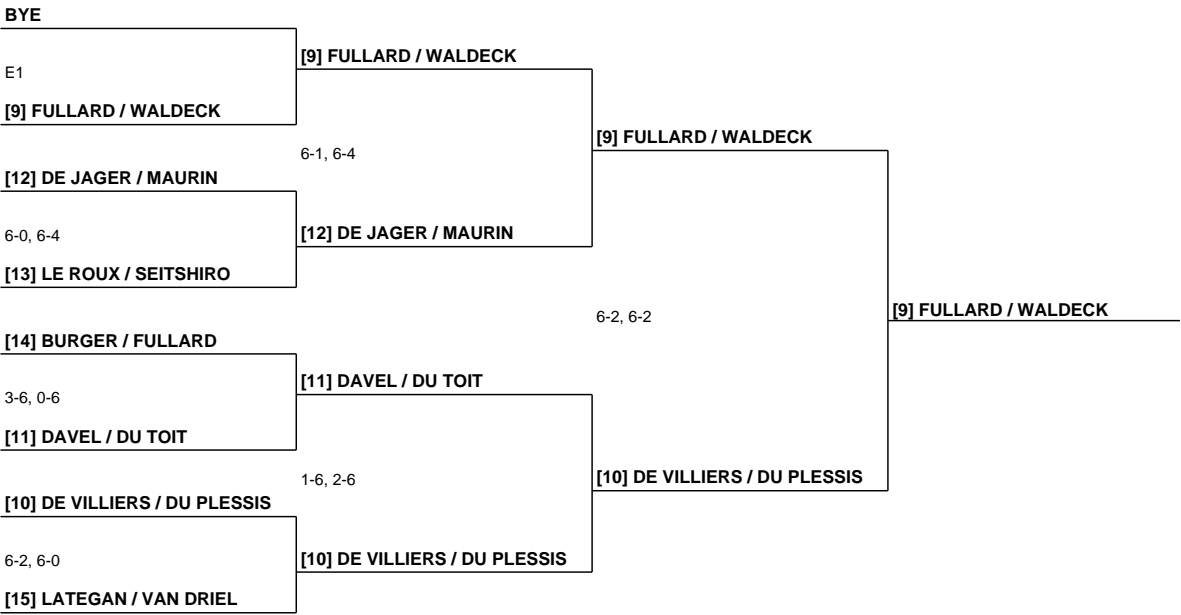 BYE
E1
[9] FULLARD / WALDECK
[12] DE JAGER / MAURIN
6-0, 6-4
[13] LE ROUX / SEITSHIRO
[14] BURGER / FULLARD
3-6, 0-6
[11] DAVEL / DU TOIT
[10] DE VILLIERS / DU PLESSIS
6-2, 6-0
[15] LATEGAN / VAN DRIEL
[9] FULLARD / WALDECK
6-1, 6-4
[12] DE JAGER / MAURIN
[11] DAVEL / DU TOIT
1-6, 2-6
[10] DE VILLIERS / DU PLESSIS
[9] FULLARD / WALDECK
6-2, 6-2
[10] DE VILLIERS / DU PLESSIS
[9] FULLARD / WALDECK